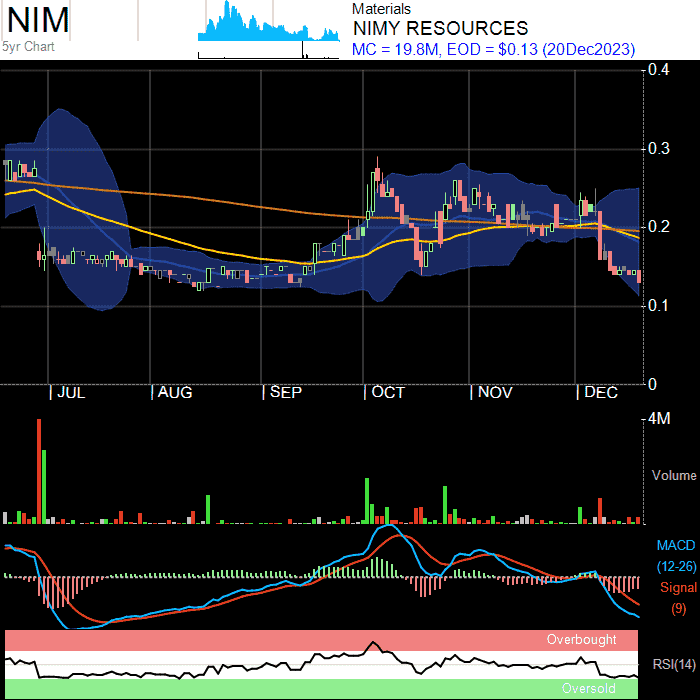 NIM
5yr Chart
Materials
NIMY RESOURCES
MC = 19.8M, EOD = $0.13 (20Dec2023)
0.4
0.3
0.2
0.1
0
| JUL | AUG | SEP | OCT | NOV | DEC
4M
Volume
MACD
(12-26)
Signal
(9)
Overbought
RSI(14)
Oversold